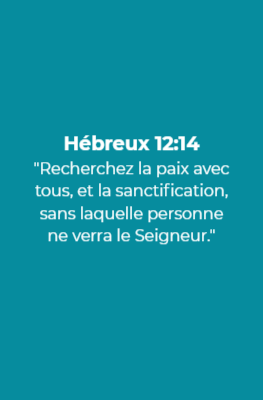 Hébreux 12:14
"Recherchez la paix avec
tous, et la sanctification,
sans laquelle personne
ne verra le Seigneur."